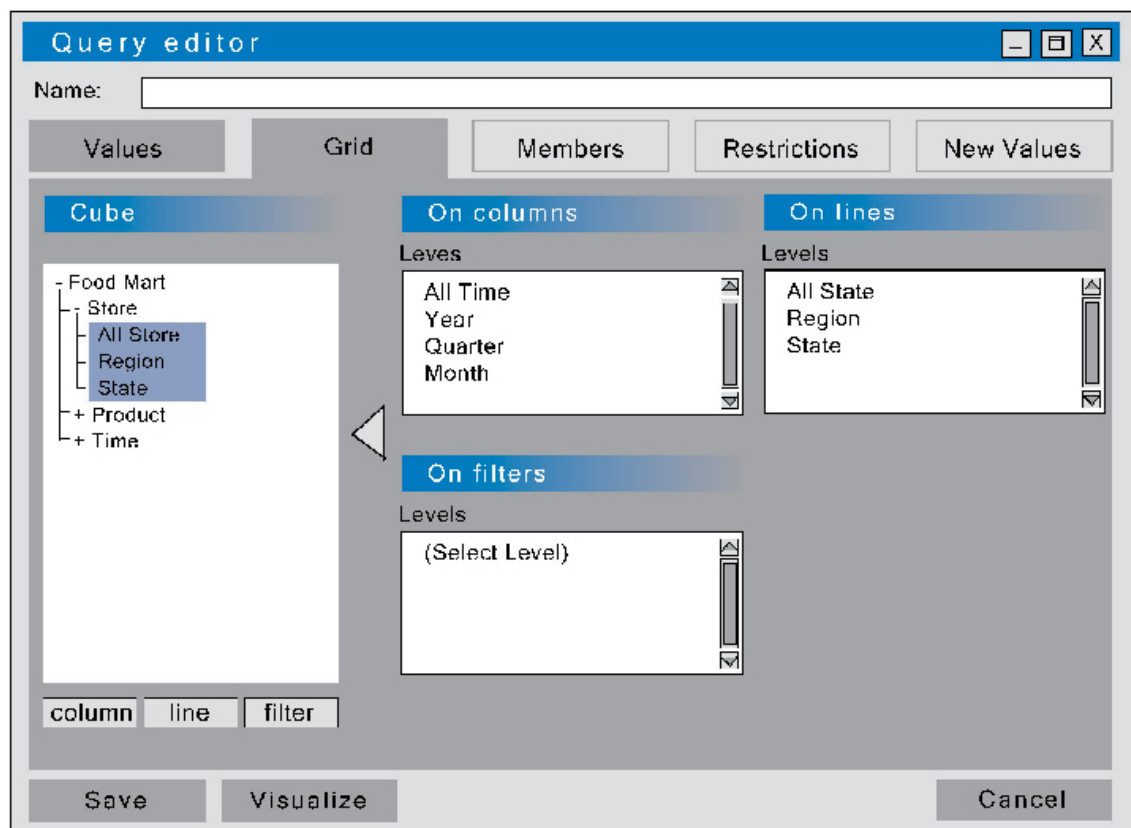 Query editor
X
Name:
Values
Grid
Members
Restrictions
New Values
Cube
- Food Mart
- Store
All Store
Region
State
+ Product
+ Time
column
line
filter
On columns
Leves
All Time
Year
Quarter
Month
On lines
Levels
All State
Region
State
On filters
Levels
(Select Level)
Save
Visualize
Cancel